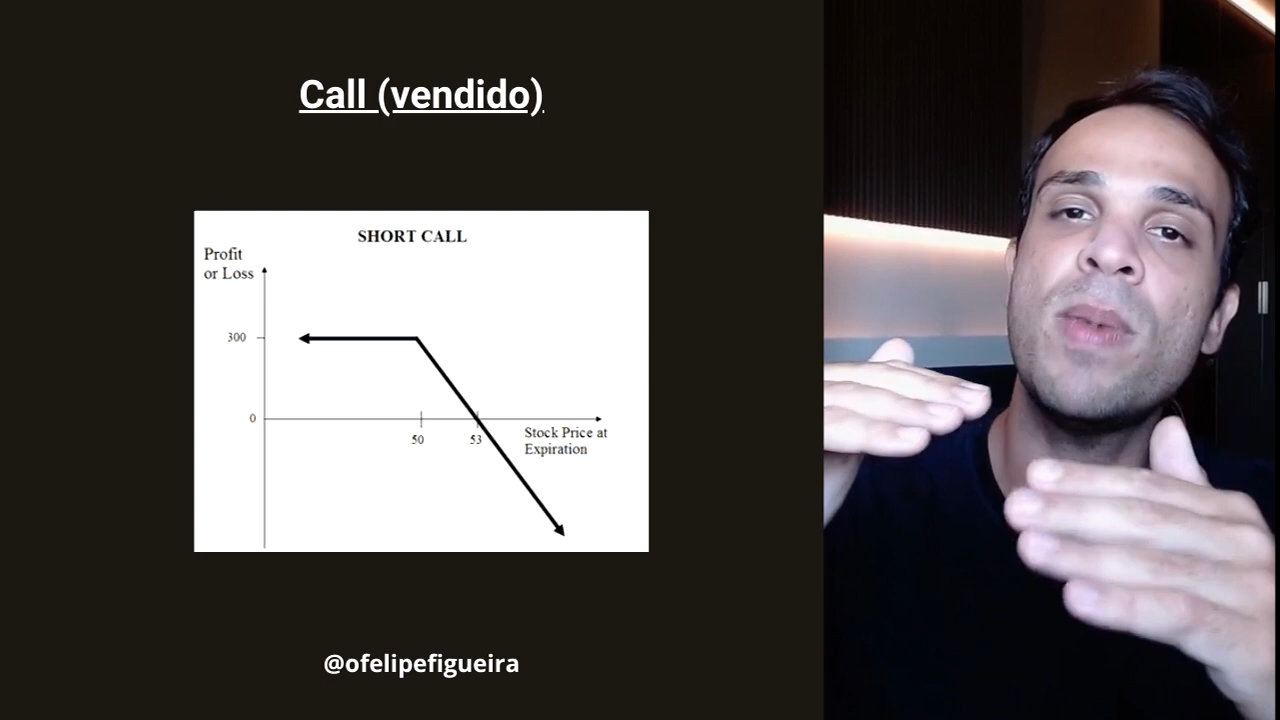 Call (vendido)
SHORT CALL
Profit
or Loss
300
0
50
53
Stock Price at
Expiration
@ofelipefigueira